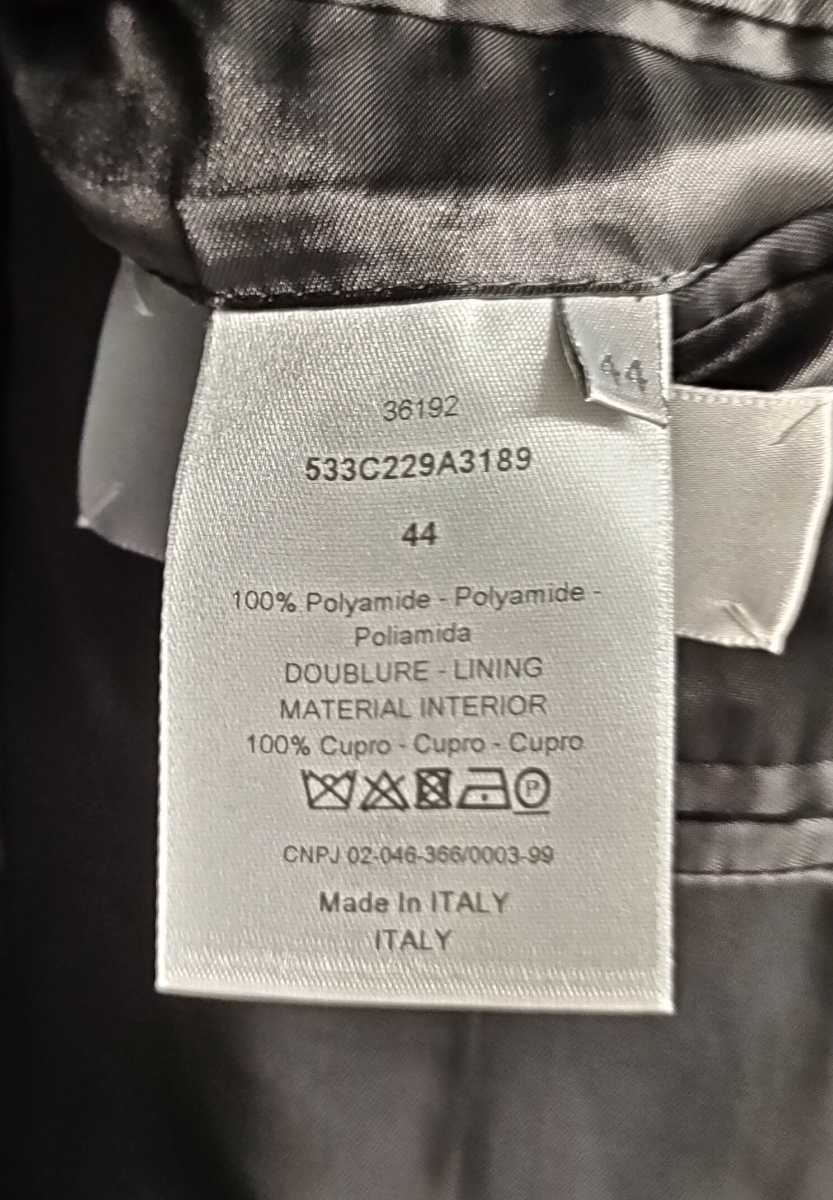 44
36192
533C229A3189
44
100% Polyamide - Polyamide -
Poliamida
DOUBLURE - LINING
MATERIAL INTERIOR
100% Cupro - Cupro - Cupro
P
CNPJ 02-046-366/0003-99
Made In ITALY
ITALY